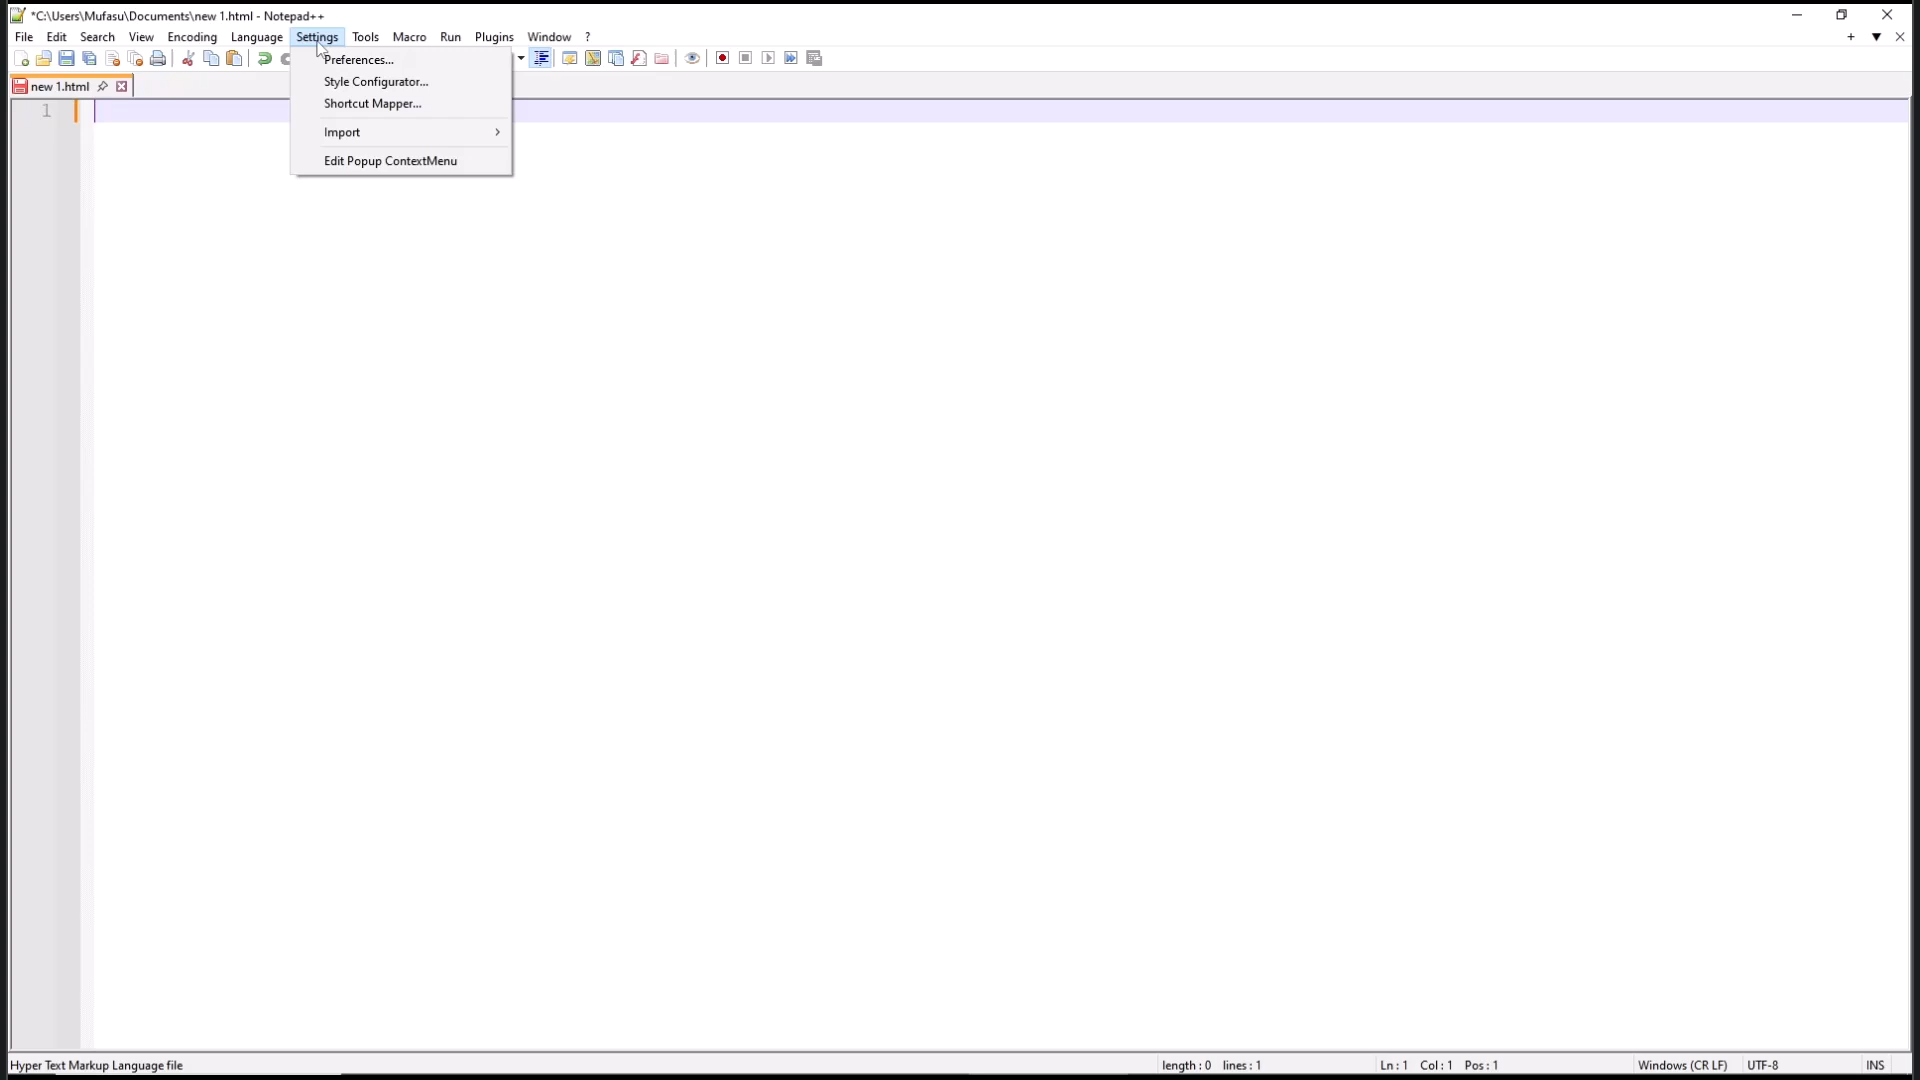 *C:\Users\Mufasu\Documents\new 1.html - Notepad++
File Edit Search View Encoding Language Settings Tools Macro Run Plugins Window ?
Preferences...
new 1.html
Style Configurator...
Shortcut Mapper...
1
Import
Edit Popup ContextMenu
Hyper Text Markup Language file length : 0 lines : 1 Ln : 1 Col : 1 Pos : 1 Windows (CR LF) UTF-8 INS